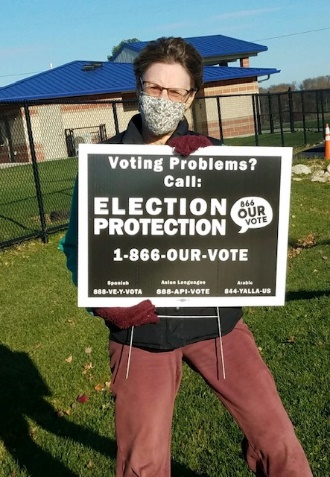 Voting Problems?
Call:
ELECTION
PROTECTION
866
OUR
VOTE
1-866-OUR-VOTE
Spanish
888-VE-Y-VOTA
Asian Languages
888-API-VOTE
Arabic
844-YALLA-US